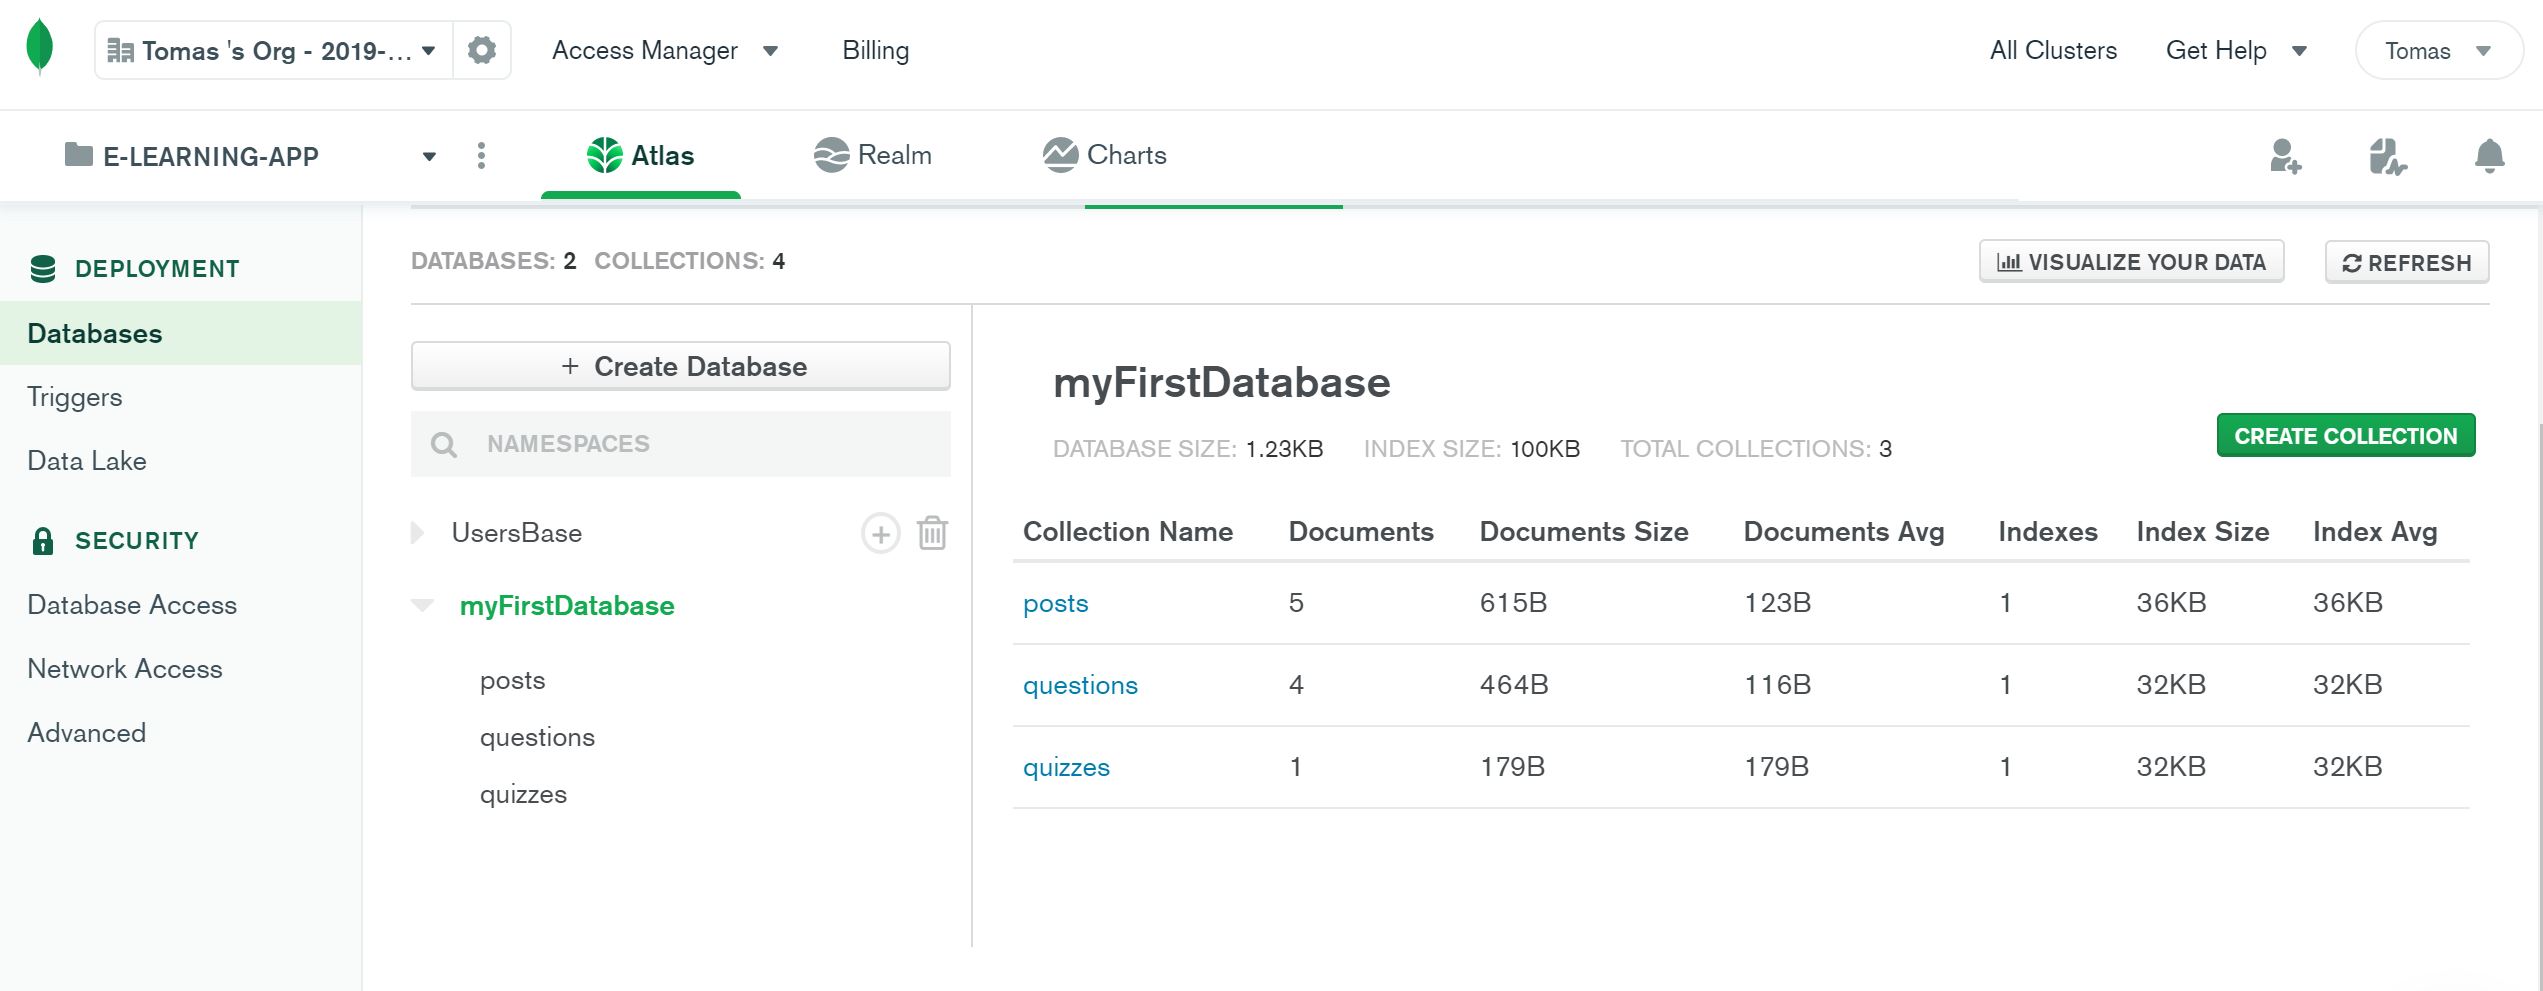 Tomas 's Org - 2019-... Access Manager Billing All Clusters Get Help Tomas
E-LEARNING-APP Atlas Realm Charts
DEPLOYMENT
Databases
Triggers
Data Lake
SECURITY
Database Access
Network Access
Advanced
DATABASES: 2 COLLECTIONS: 4
VISUALIZE YOUR DATA REFRESH
+ Create Database
NAMESPACES
UsersBase
myFirstDatabase
posts
questions
quizzes
myFirstDatabase
DATABASE SIZE: 1.23KB INDEX SIZE: 100KB TOTAL COLLECTIONS: 3
CREATE COLLECTION
Collection Name Documents Documents Size Documents Avg Indexes Index Size Index Avg
posts 5 615B 123B 1 36KB 36KB
questions 4 464B 116B 1 32KB 32KB
quizzes 1 179B 179B 1 32KB 32KB